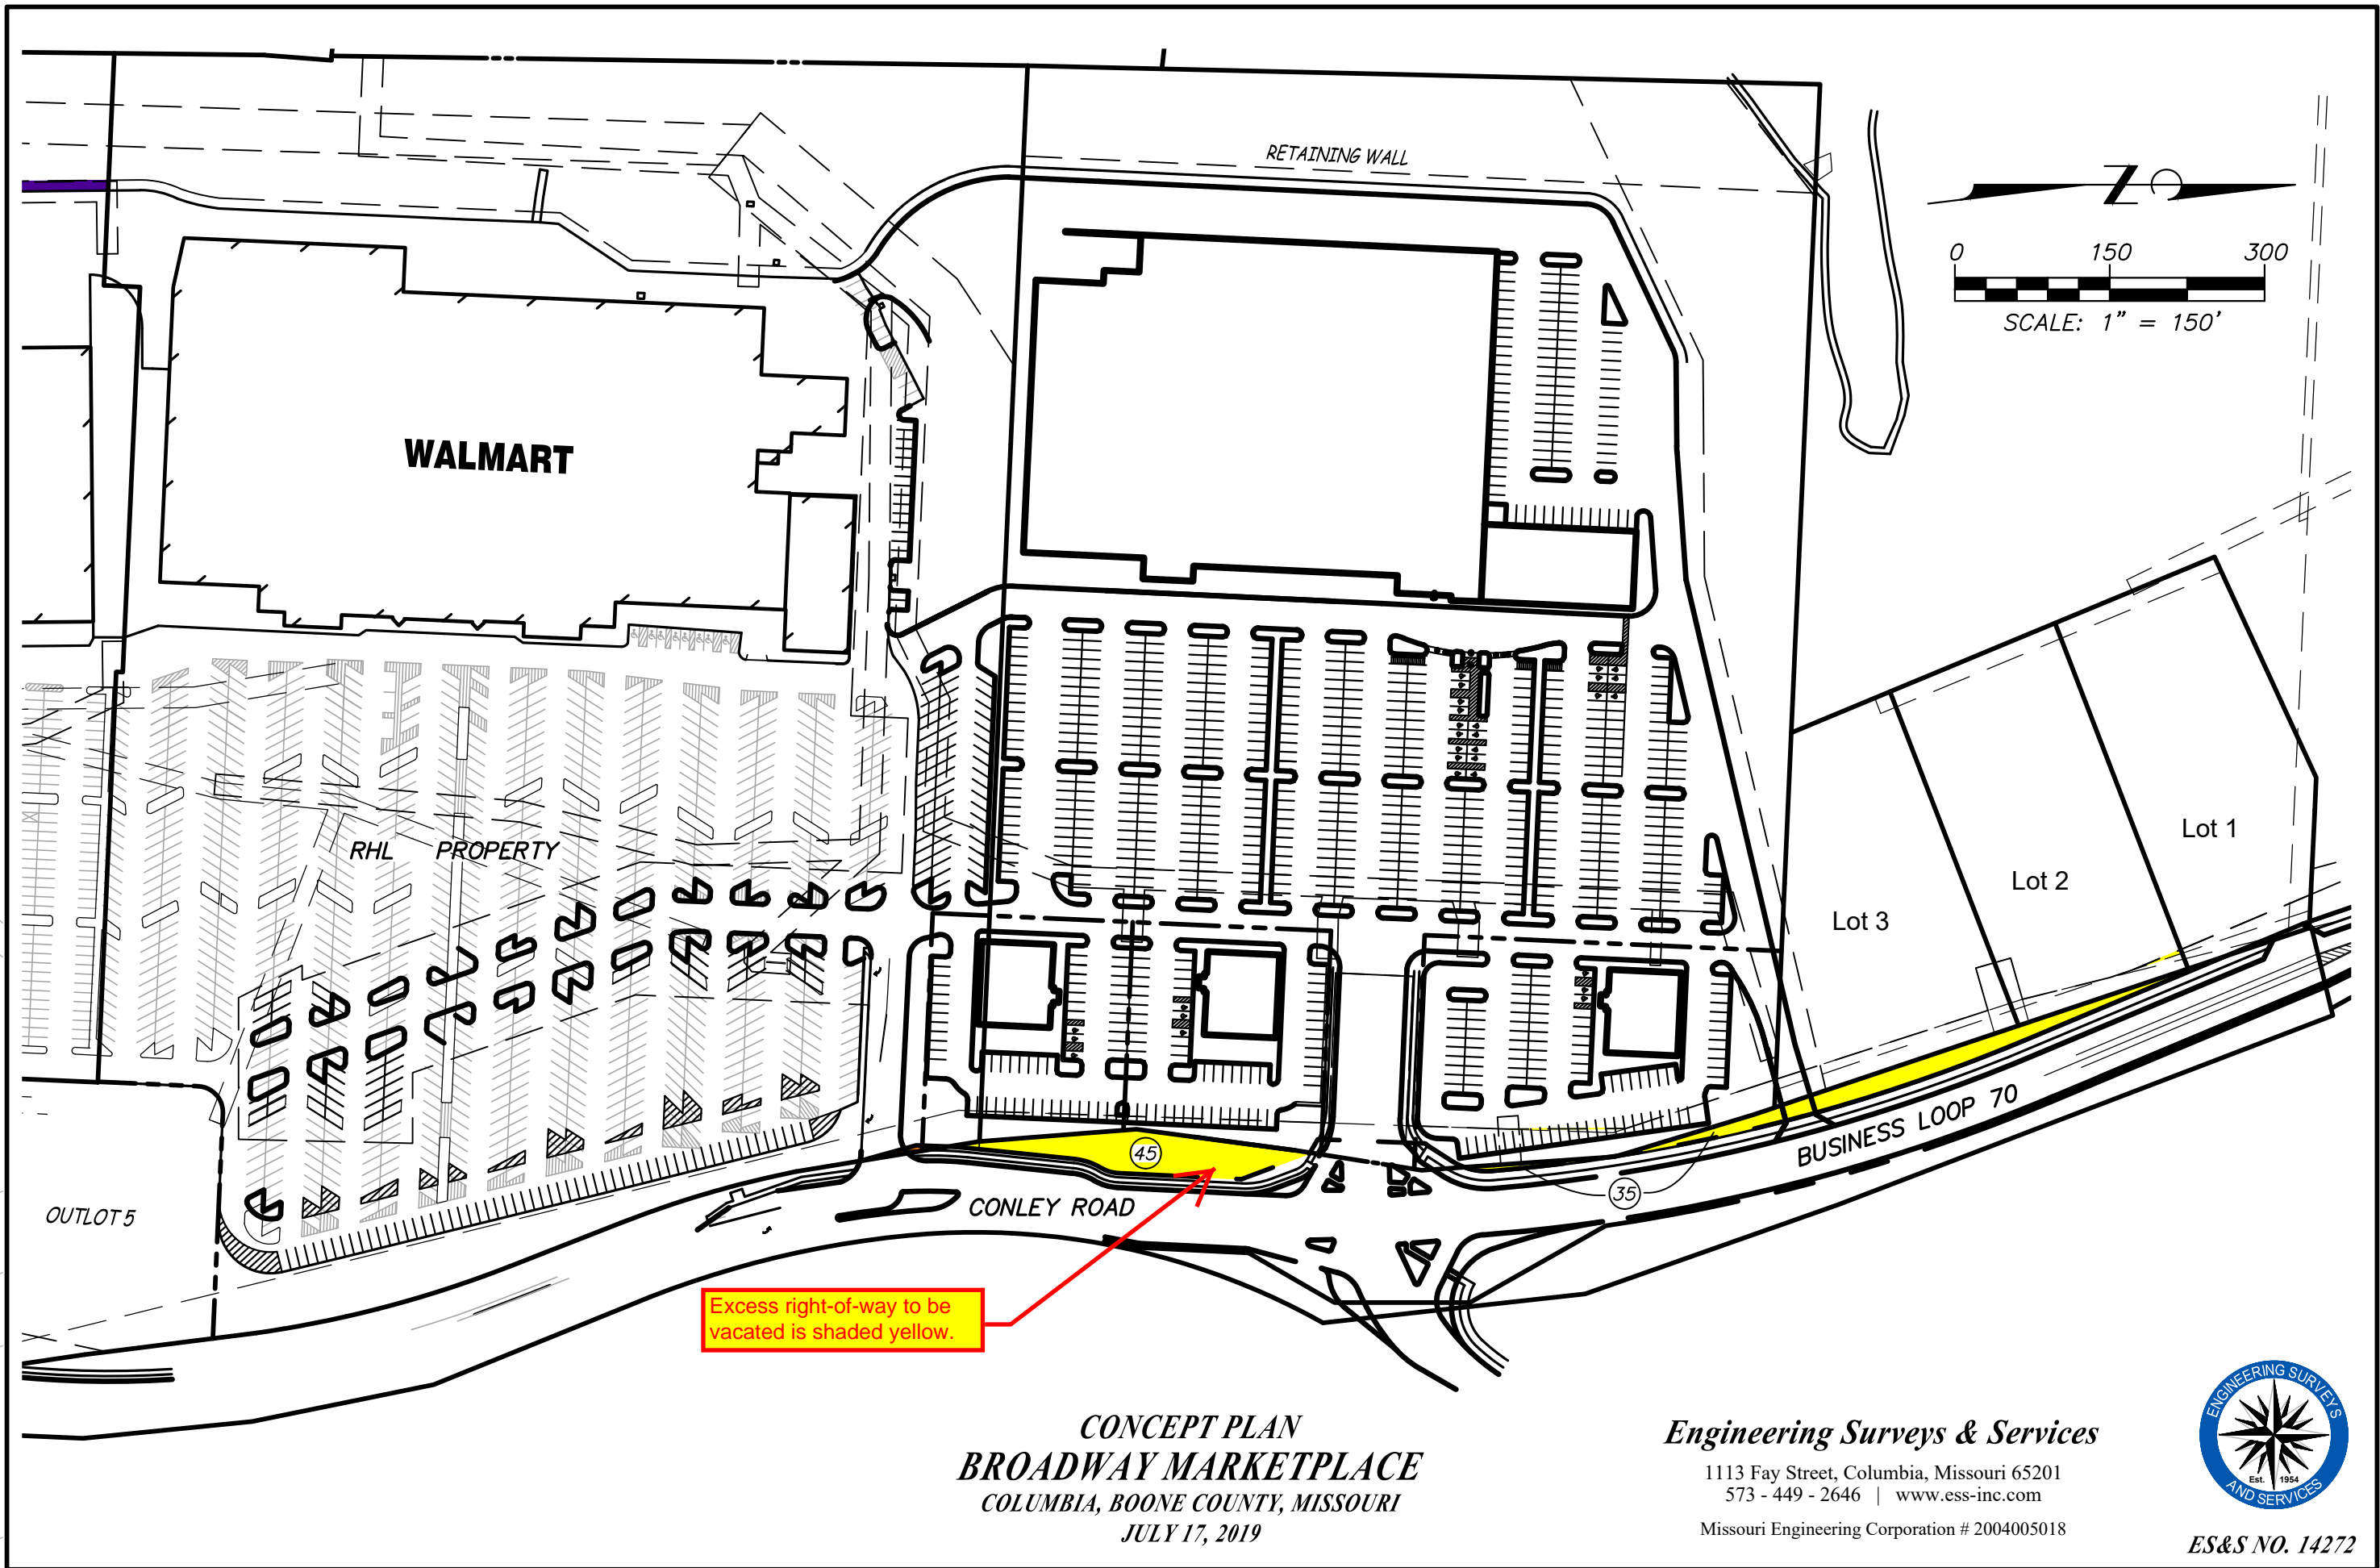 RETAINING WALL
N
0 150 300
SCALE: 1" = 150'
WALMART
RHL PROPERTY
Lot 1
Lot 2
Lot 3
OUTLOT 5
45
35
CONLEY ROAD
BUSINESS LOOP 70
Excess right-of-way to be
vacated is shaded yellow.
CONCEPT PLAN
BROADWAY MARKETPLACE
COLUMBIA, BOONE COUNTY, MISSOURI
JULY 17, 2019
Engineering Surveys & Services
1113 Fay Street, Columbia, Missouri 65201
573 - 449 - 2646 | www.ess-inc.com
Missouri Engineering Corporation # 2004005018
ENGINEERING SURVEYS
AND SERVICES
Est. 1954
ES&S NO. 14272